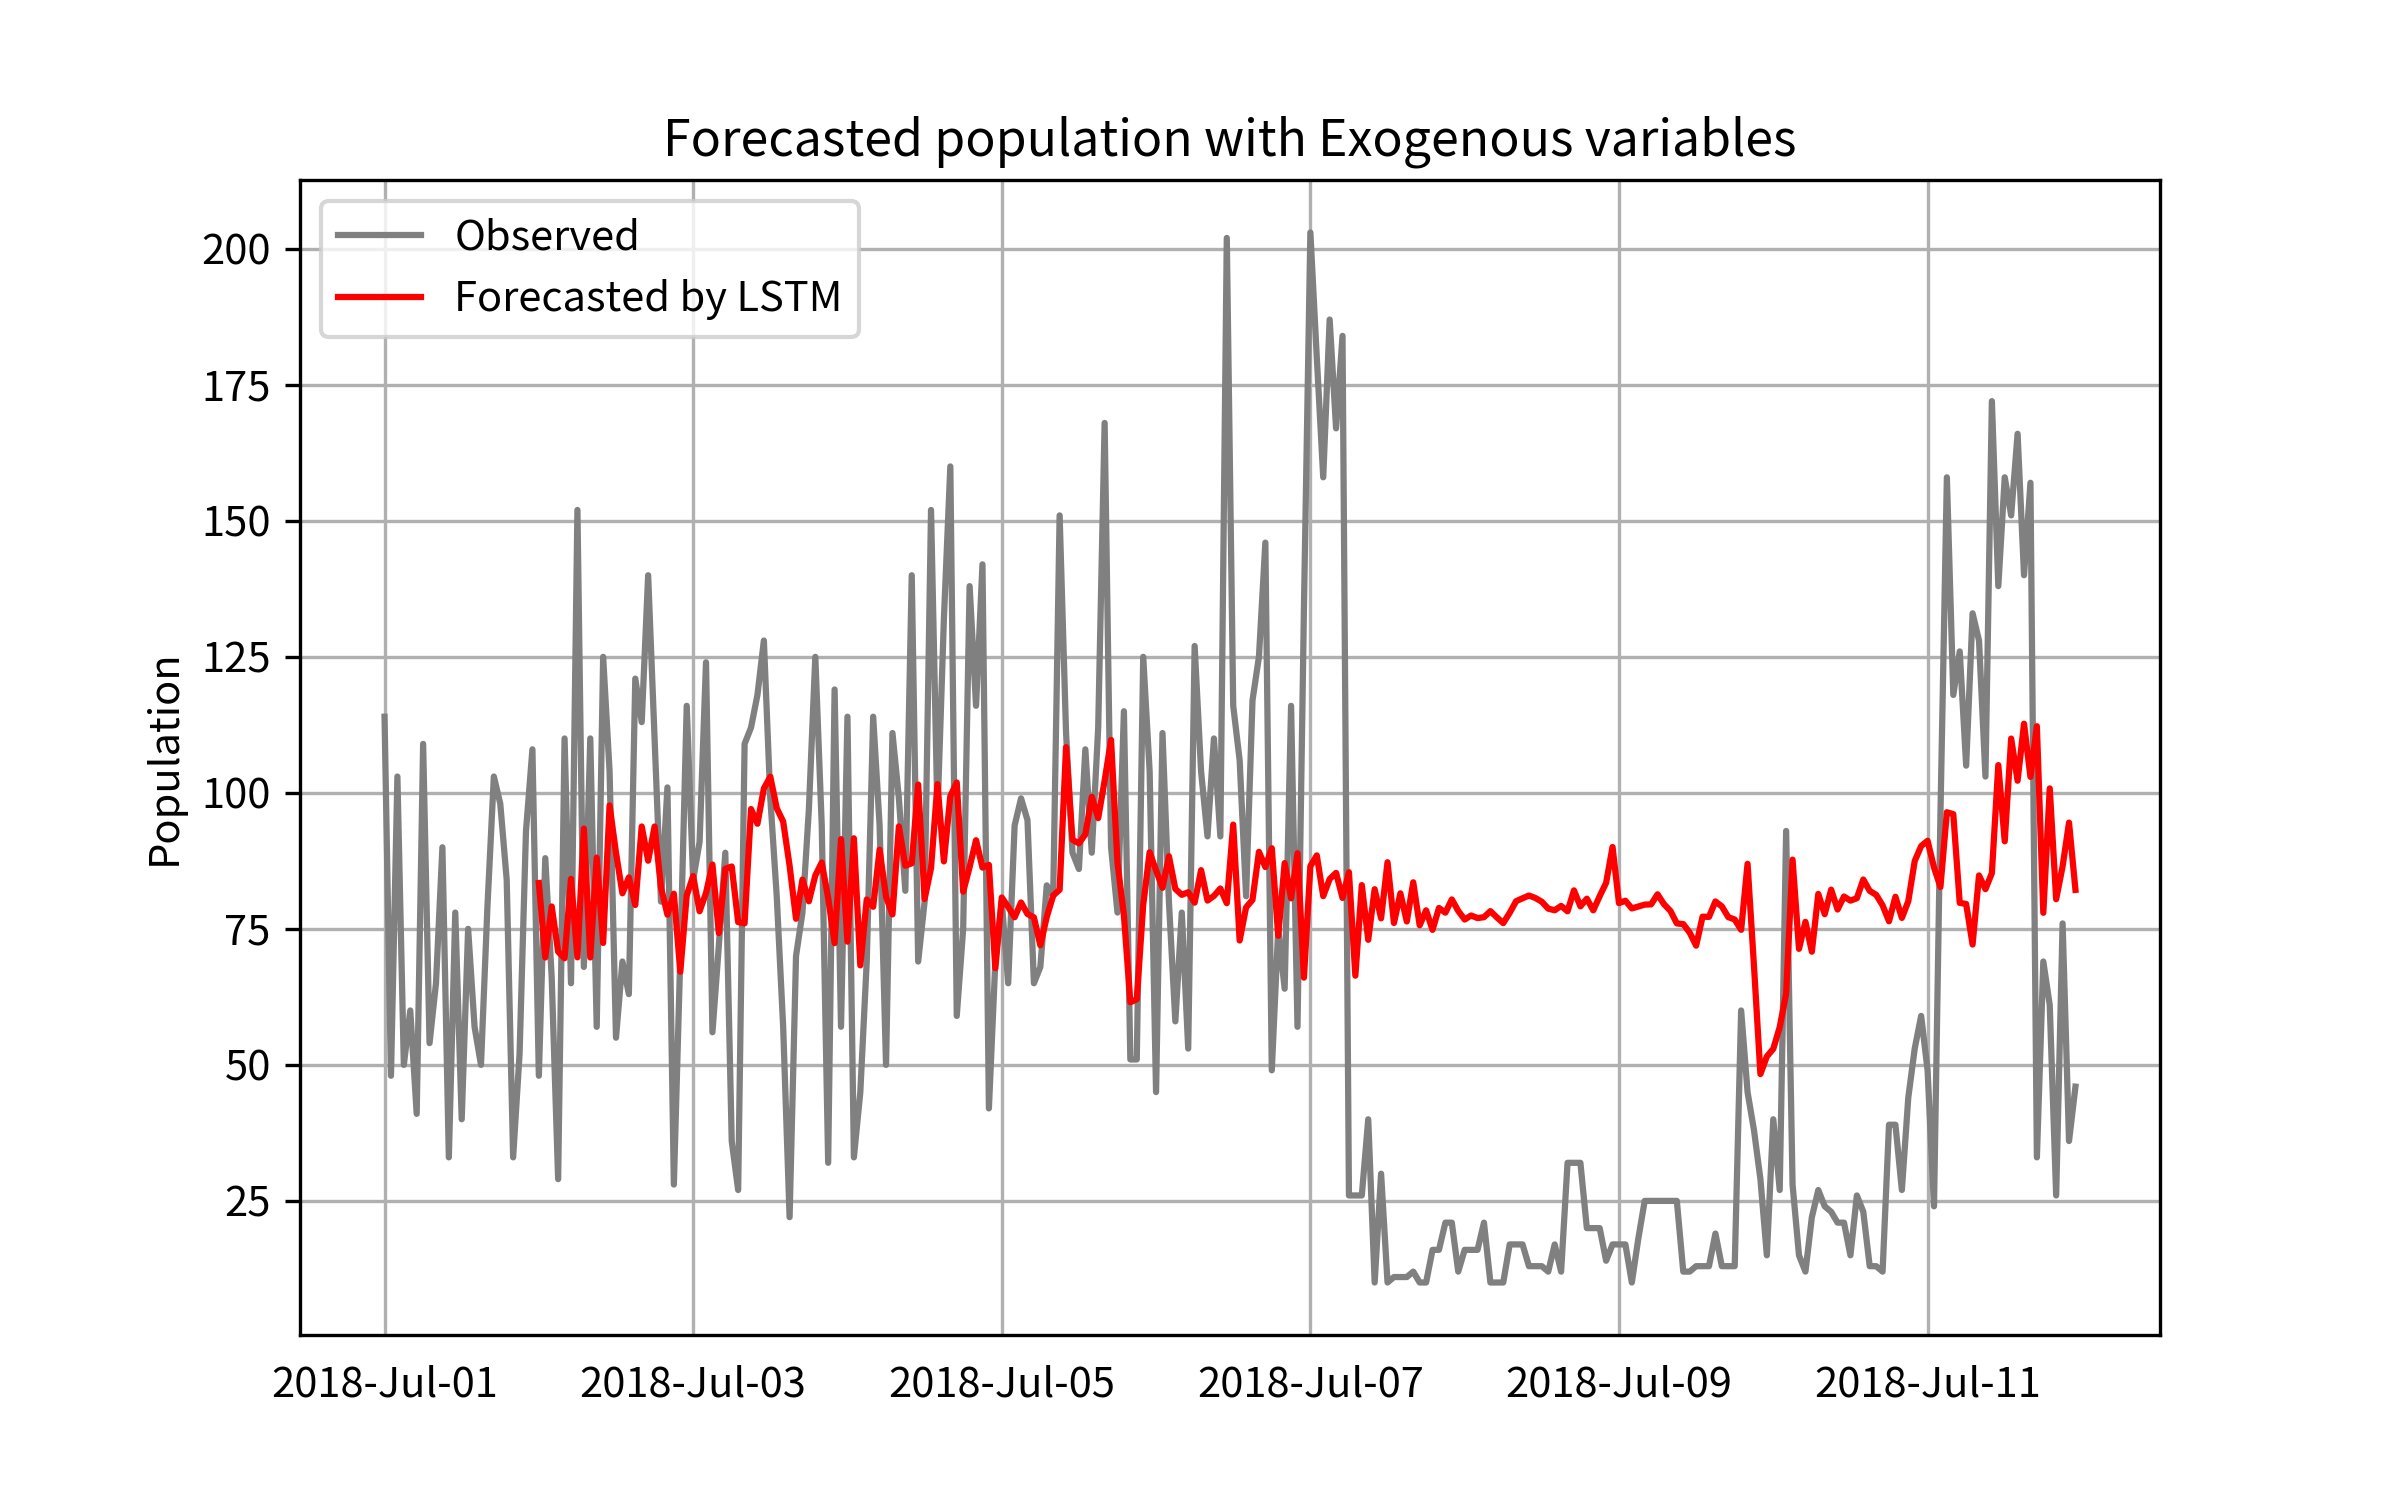 Forecasted population with Exogenous variables
Observed
Forecasted by LSTM
Population
200
175
150
125
100
75
50
25
2018-Jul-01 2018-Jul-03 2018-Jul-05 2018-Jul-07 2018-Jul-09 2018-Jul-11